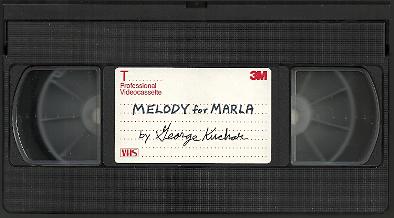 T 3M
Professional
Videocassette
MELODY for MARLA
by George Kuchar
VHS